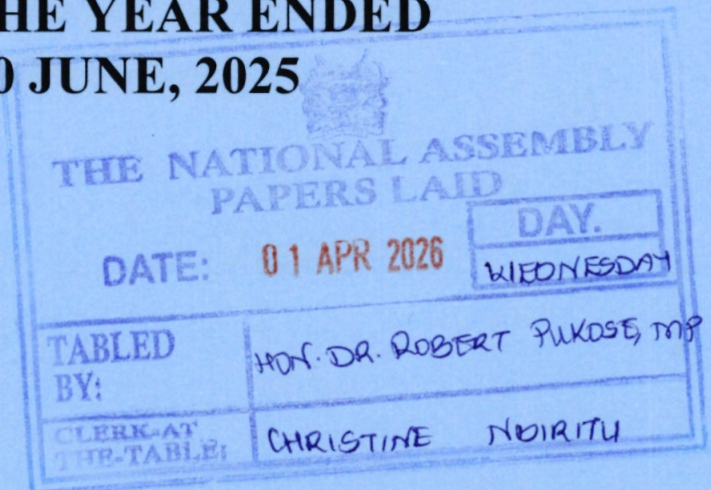 HE YEAR ENDED
0 JUNE, 2025
THE NATIONAL ASSEMBLY
PAPERS LAID
DATE: 01 APR 2026
DAY.
WEDNESDAY
TABLED BY:
HON. DR. ROBERT PUKOSE, MP
CLERK-AT THE-TABLE:
CHRISTINE NDIRITU